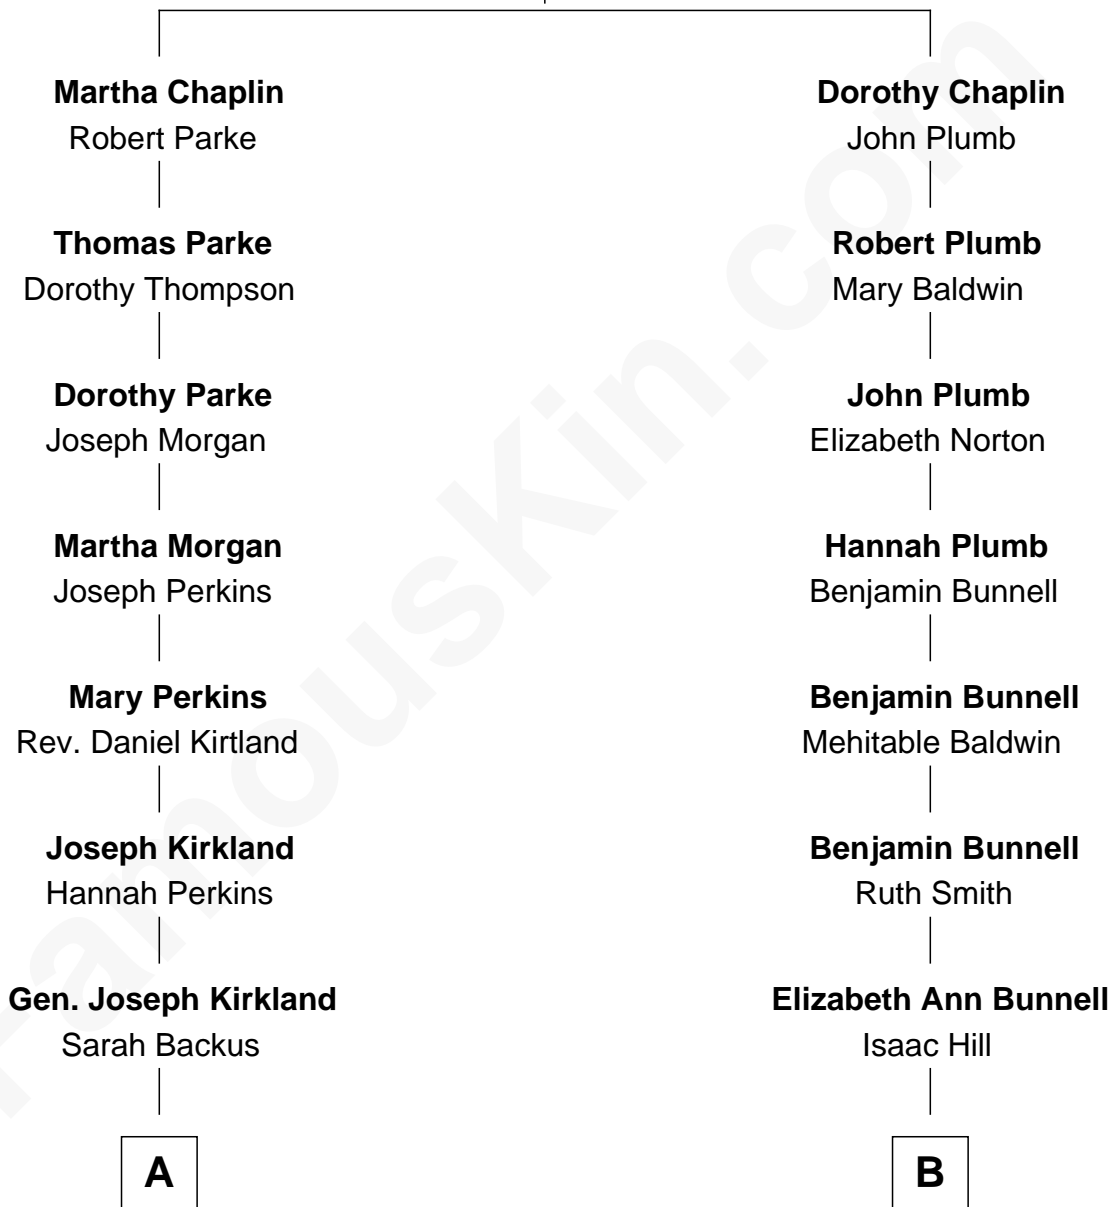 Martha Chaplin
Robert Parke
Thomas Parke
Dorothy Thompson
Dorothy Parke
Joseph Morgan
Martha Morgan
Joseph Perkins
Mary Perkins
Rev. Daniel Kirtland
Joseph Kirkland
Hannah Perkins
Gen. Joseph Kirkland
Sarah Backus
A
Dorothy Chaplin
John Plumb
Robert Plumb
Mary Baldwin
John Plumb
Elizabeth Norton
Hannah Plumb
Benjamin Bunnell
Benjamin Bunnell
Mehitable Baldwin
Benjamin Bunnell
Ruth Smith
Elizabeth Ann Bunnell
Isaac Hill
B
FamousKin.com